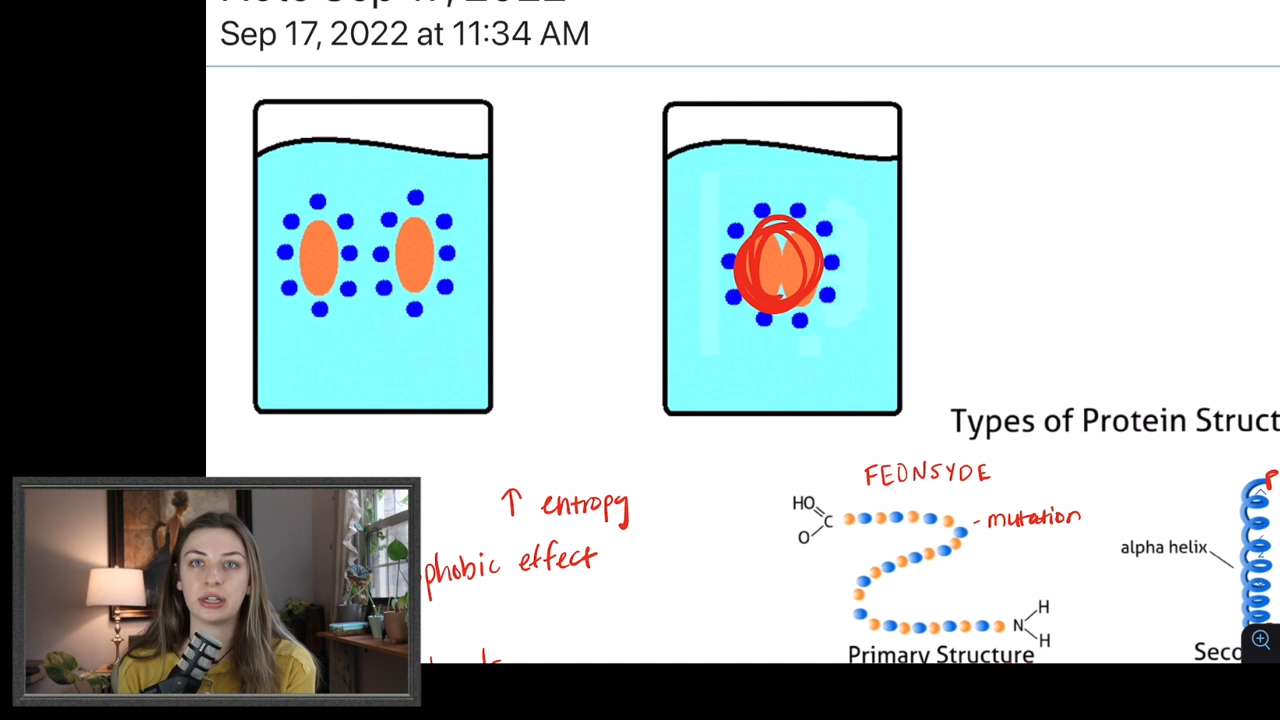 Sep 17, 2022 at 11:34 AM
Types of Protein Struct
FEDNSYDE
↑ entropy
HO
C
O
- mutation
phobic effect
alpha helix
H
N
H
Primary Structure
Seco